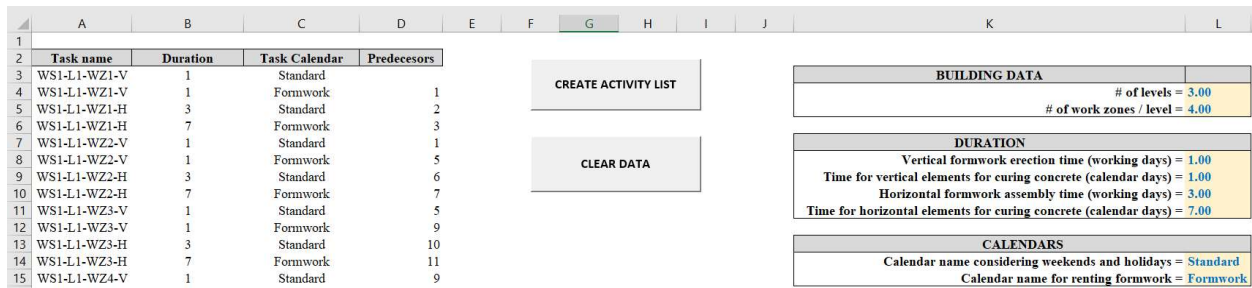 A B C D E F G H I J K L
1
2 Task name Duration Task Calendar Predecesors
3 WS1-L1-WZ1-V 1 Standard
4 WS1-L1-WZ1-V 1 Formwork 1
5 WS1-L1-WZ1-H 3 Standard 2
6 WS1-L1-WZ1-H 7 Formwork 3
7 WS1-L1-WZ2-V 1 Standard 1
8 WS1-L1-WZ2-V 1 Formwork 5
9 WS1-L1-WZ2-H 3 Standard 6
10 WS1-L1-WZ2-H 7 Formwork 7
11 WS1-L1-WZ3-V 1 Standard 5
12 WS1-L1-WZ3-V 1 Formwork 9
13 WS1-L1-WZ3-H 3 Standard 10
14 WS1-L1-WZ3-H 7 Formwork 11
15 WS1-L1-WZ4-V 1 Standard 9
CREATE ACTIVITY LIST
CLEAR DATA
BUILDING DATA
# of levels = 3.00
# of work zones / level = 4.00
DURATION
Vertical formwork erection time (working days) = 1.00
Time for vertical elements for curing concrete (calendar days) = 1.00
Horizontal formwork assembly time (working days) = 3.00
Time for horizontal elements for curing concrete (calendar days) = 7.00
CALENDARS
Calendar name considering weekends and holidays = Standard
Calendar name for renting formwork = Formwork